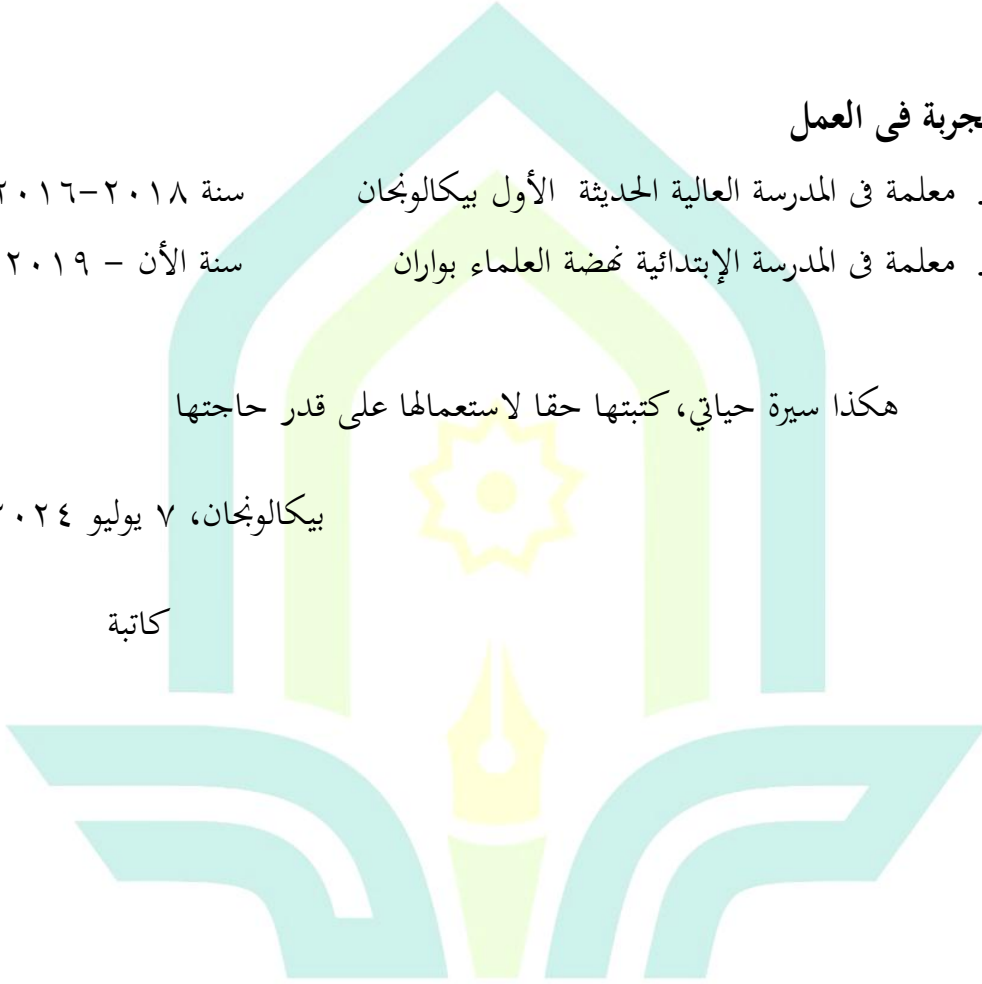 جربة فى العمل
. معلمة فى المدرسة العالية الحديثة الأول بيكالونجان سنة ٢٠١٨-٢٠١٦
. معلمة فى المدرسة الإبتدائية نهضة العلماء بواران سنة الأن – ٢٠١٩
هكذا سيرة حياتي، كتبتها حقا لاستعمالها على قدر حاجتها
بيكالونجان، ٧ يوليو ٢٠٢٤
كاتبة